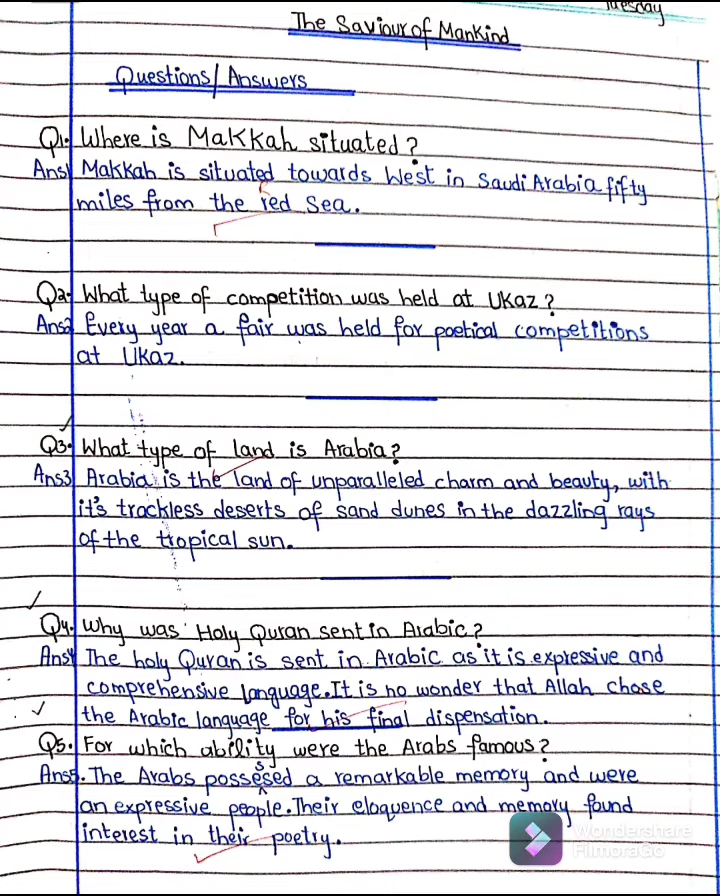 Tuesday
The Saviour of Mankind
Questions/Answers
Q1. Where is Makkah situated?
Ans1 Makkah is situated towards West in Saudi Arabia fifty
miles from the red Sea.
Q2. What type of competition was held at Ukaz?
Ans2 Every year a fair was held for poetical competitions
at Ukaz.
Q3. What type of land is Arabia?
Ans3 Arabia is the land of unparalleled charm and beauty, with
it's trackless deserts of sand dunes in the dazzling rays
of the tropical sun.
Q4. Why was Holy Quran sent in Arabic?
Ans4 The holy Quran is sent in Arabic as it is expressive and
comprehensive language. It is no wonder that Allah chose
the Arabic language for his final dispensation.
Q5. For which ability were the Arabs famous?
Ans5. The Arabs possessed a remarkable memory and were
an expressive people. Their eloquence and memory found
interest in their poetry.
Wondershare
FilmoraGo